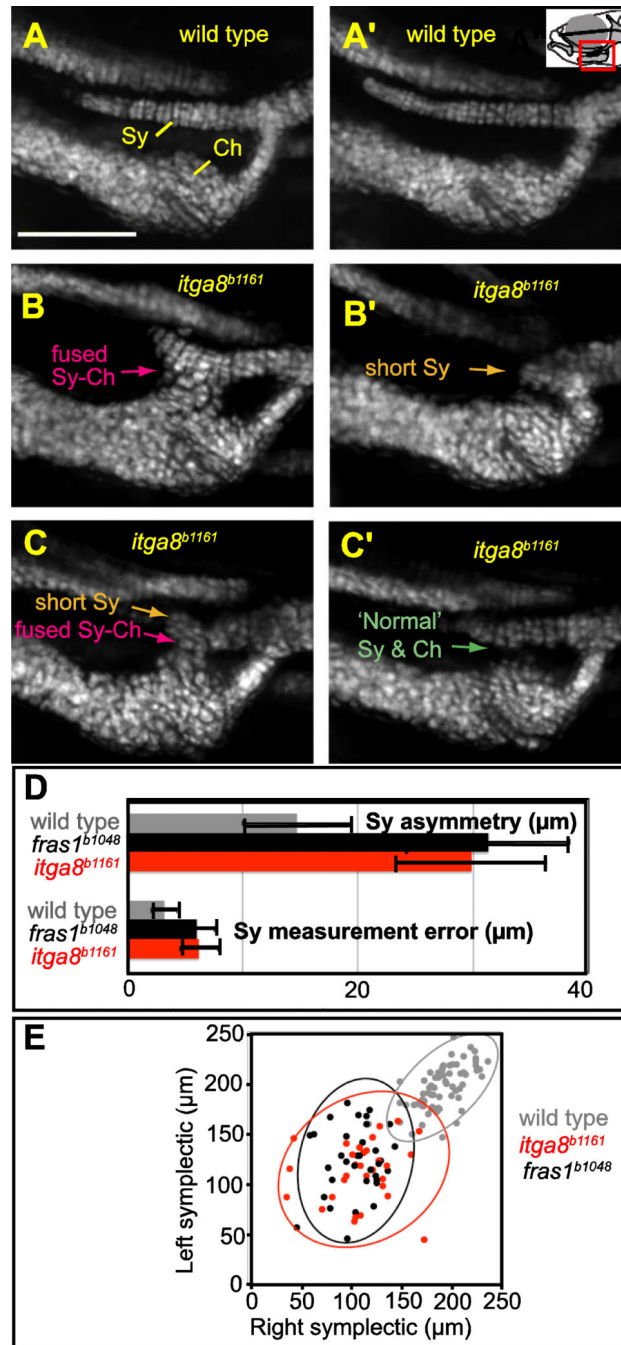 A
wild type
Sy
Ch
A'
wild type
B
itga8b1161
fused
Sy-Ch
B'
itga8b1161
short Sy
C
itga8b1161
short Sy
fused Sy-Ch
C'
itga8b1161
'Normal'
Sy & Ch
D
wild type
fras1b1048
itga8b1161
Sy asymmetry (µm)
wild type
fras1b1048
itga8b1161
Sy measurement error (µm)
0
20
40
E
250
200
150
100
50
0
Left symplectic (µm)
0
50
100
150
200
250
Right symplectic (µm)
wild type
itga8b1161
fras1b1048